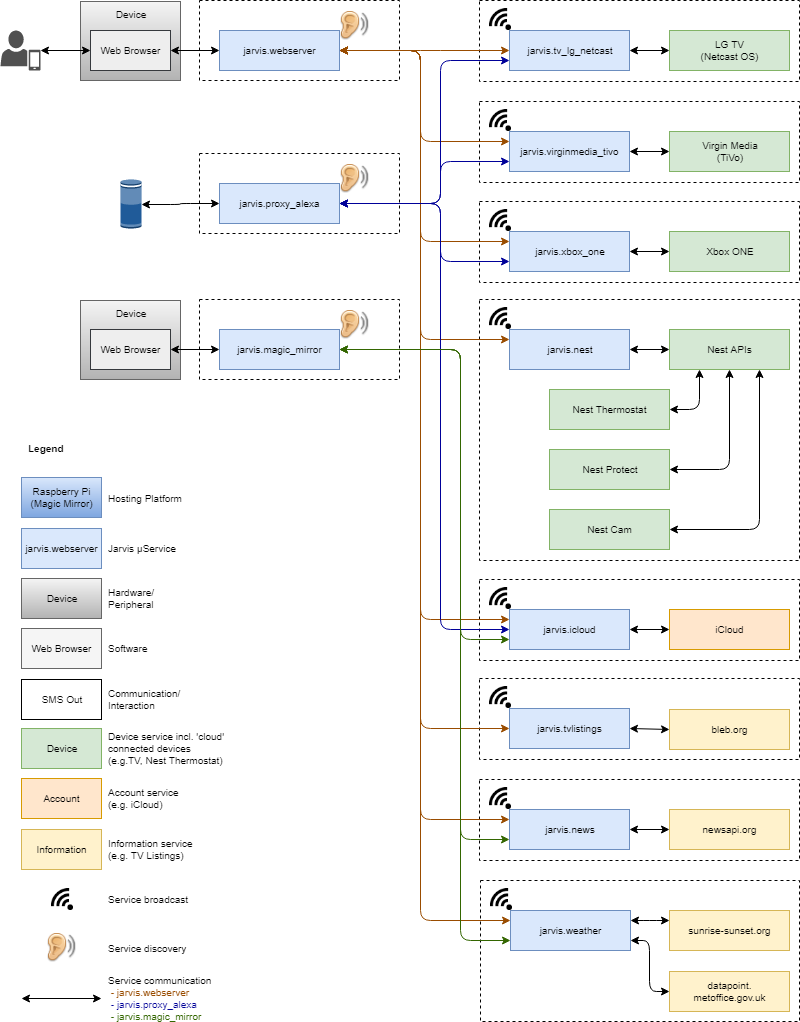 Device
Web Browser
jarvis.webserver
jarvis.tv_lg_netcast
LG TV
(Netcast OS)
jarvis.virginmedia_tivo
Virgin Media
(TiVo)
jarvis.proxy_alexa
jarvis.xbox_one
Xbox ONE
Device
Web Browser
jarvis.magic_mirror
jarvis.nest
Nest APIs
Nest Thermostat
Nest Protect
Nest Cam
jarvis.icloud
iCloud
jarvis.tvlistings
bleb.org
jarvis.news
newsapi.org
jarvis.weather
sunrise-sunset.org
datapoint.
metoffice.gov.uk
Legend
Raspberry Pi
(Magic Mirror)
Hosting Platform
jarvis.webserver
Jarvis µService
Device
Hardware/
Peripheral
Web Browser
Software
SMS Out
Communication/
Interaction
Device
Device service incl. 'cloud'
connected devices
(e.g.TV, Nest Thermostat)
Account
Account service
(e.g. iCloud)
Information
Information service
(e.g. TV Listings)
Service broadcast
Service discovery
Service communication
- jarvis.webserver
- jarvis.proxy_alexa
- jarvis.magic_mirror